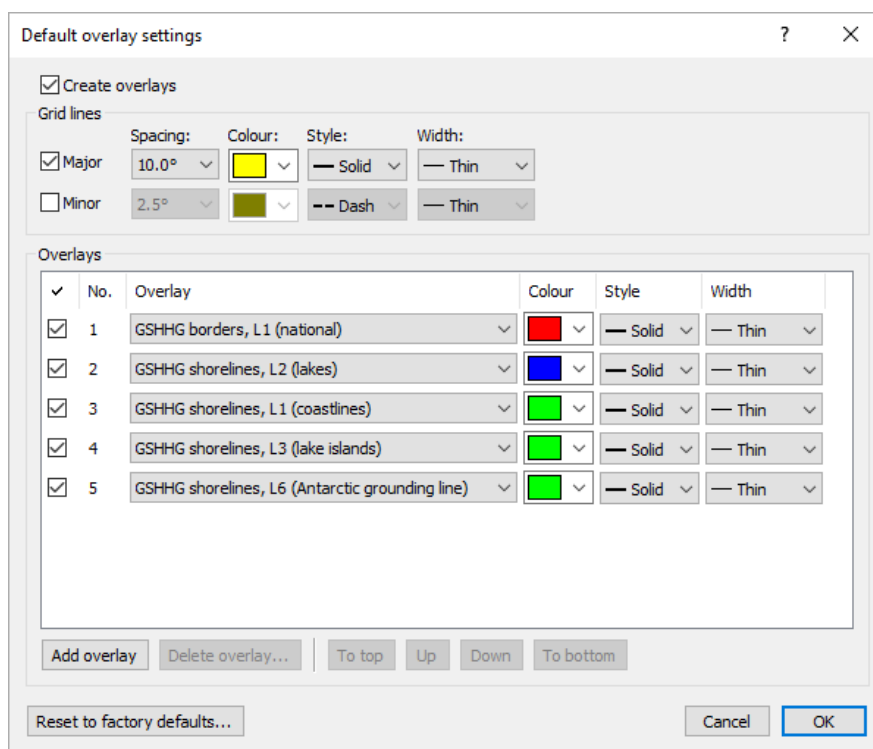 Default overlay settings ?
Create overlays
Grid lines
Spacing: Colour: Style: Width:
Major 10.0° Solid Thin
Minor 2.5° Dash Thin
Overlays
No. Overlay Colour Style Width
1 GSHHG borders, L1 (national) Solid Thin
2 GSHHG shorelines, L2 (lakes) Solid Thin
3 GSHHG shorelines, L1 (coastlines) Solid Thin
4 GSHHG shorelines, L3 (lake islands) Solid Thin
5 GSHHG shorelines, L6 (Antarctic grounding line) Solid Thin
Add overlay Delete overlay... To top Up Down To bottom
Reset to factory defaults... Cancel OK